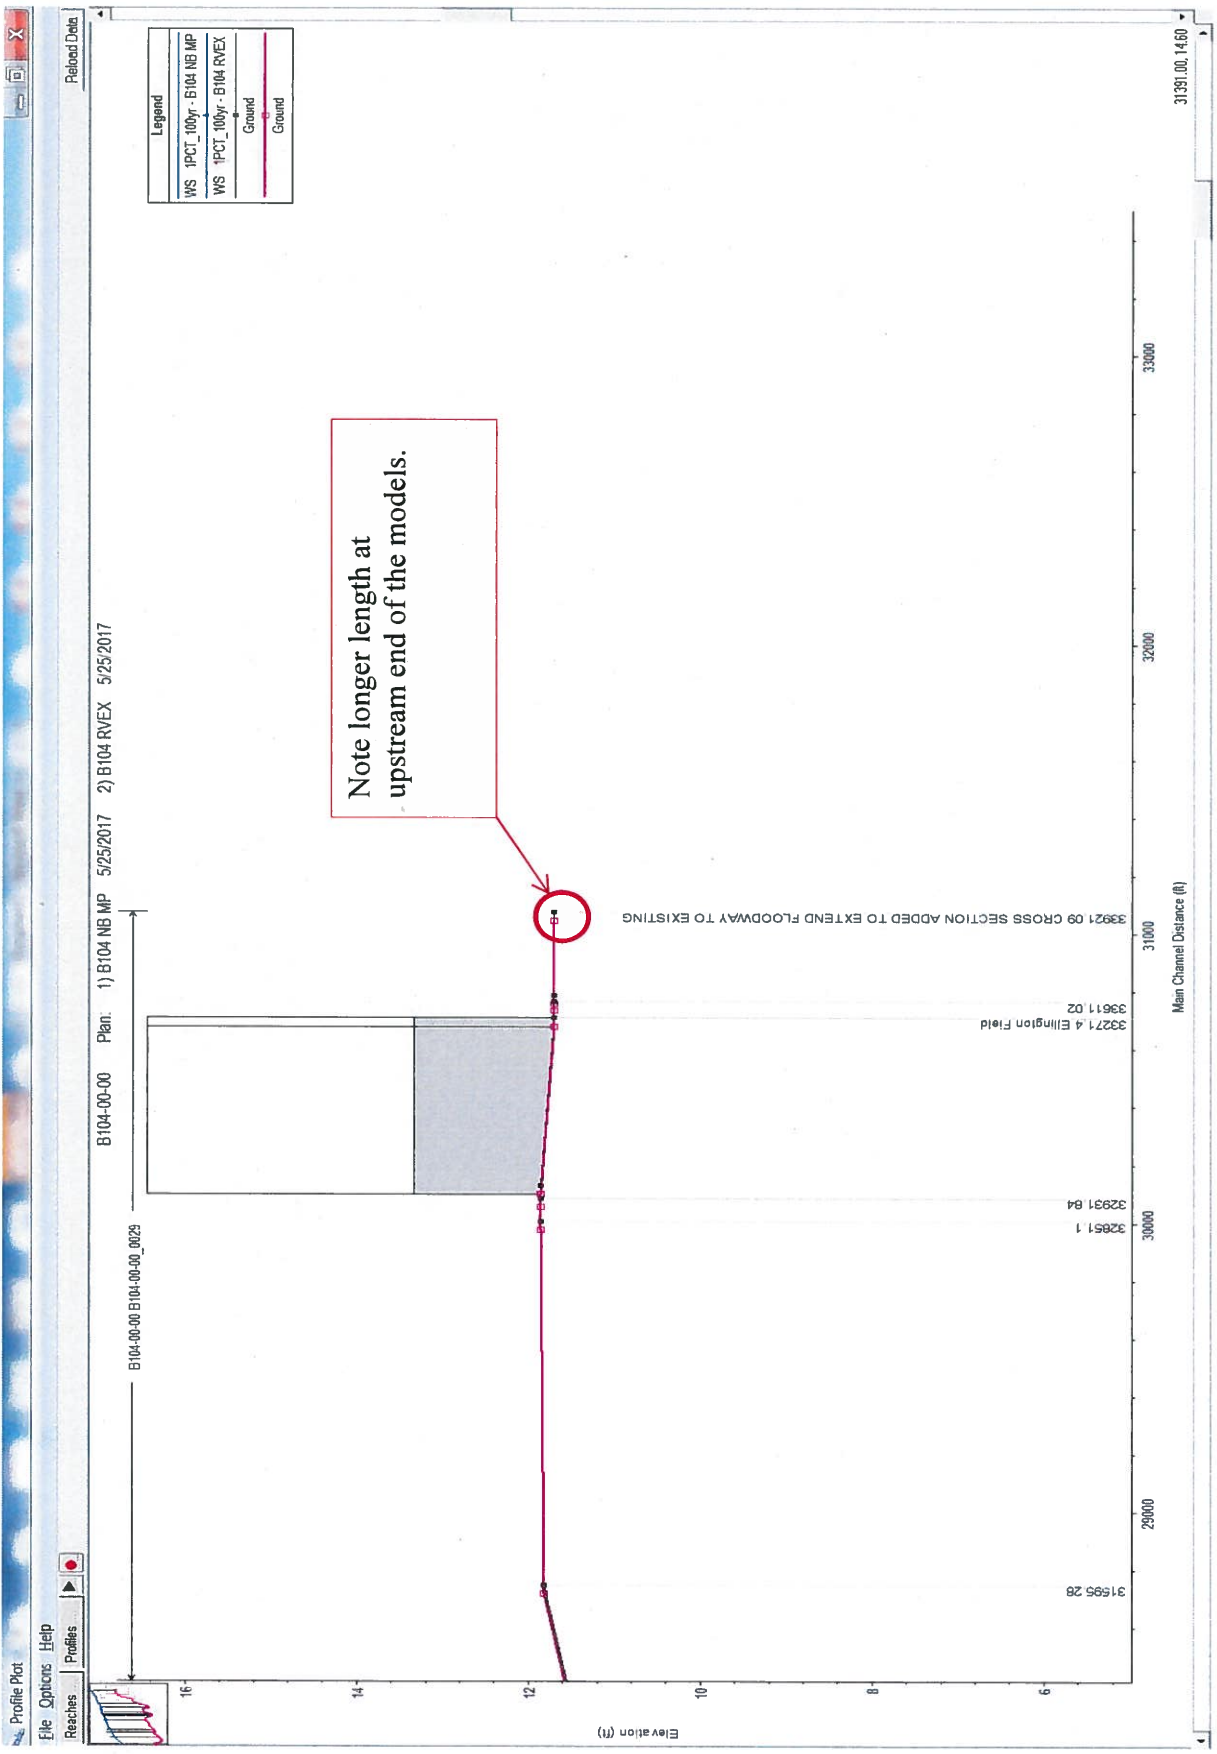 Profile Plot
File Options Help
Reaches ... Profiles ... Reload Data
B104-00-00 Plan: 1) B104 NB MP 5/25/2017 2) B104 RVEX 5/25/2017
B104-00-00 B104-00-00_0029
Legend
WS 1PCT_100yr - B104 NB MP
WS 1PCT_100yr - B104 RVEX
Ground
Ground
Note longer length at
upstream end of the models.
16
14
12
10
8
6
Elevation (ft)
31595.28
32851.1
32931.84
33271.4 Ellington Field
33611.02
33921.09 CROSS SECTION ADDED TO EXTEND FLOODWAY TO EXISTING
29000
30000
31000
32000
33000
Main Channel Distance (ft)
31391.00, 14.60